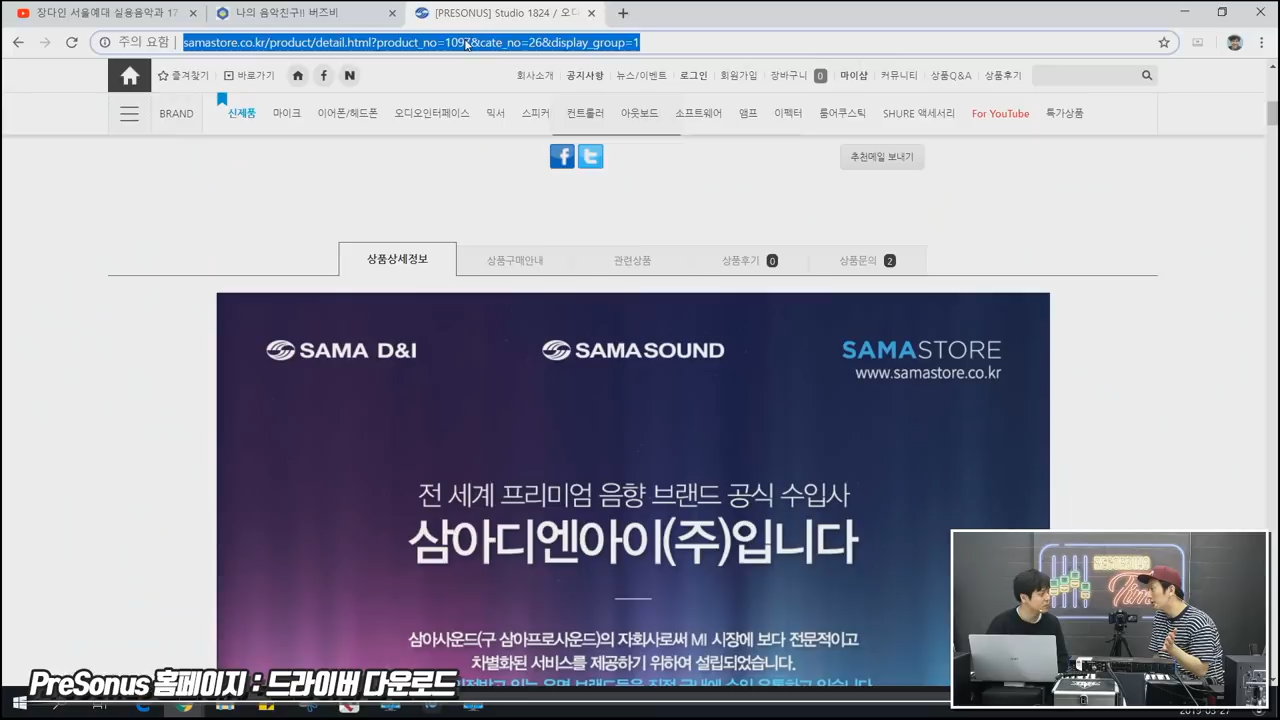 장다인 서울예대 실용음악과 17
나의 음악친구!! 버즈비
[PRESONUS] Studio 1824 / 오디
주의 요함
samastore.co.kr/product/detail.html?product_no=1097&cate_no=26&display_group=1
즐겨찾기
바로가기
회사소개
공지사항
뉴스/이벤트
로그인
회원가입
장바구니 0
마이샵
커뮤니티
상품Q&A
상품후기
BRAND
신제품
마이크
이어폰/헤드폰
오디오인터페이스
믹서
스피커
컨트롤러
아웃보드
소프트웨어
앰프
이펙터
룸어쿠스틱
SHURE 액세서리
For YouTube
특가상품
추천메일 보내기
상품상세정보
상품구매안내
관련상품
상품후기 0
상품문의 2
SAMA D&I
SAMASOUND
SAMASTORE
www.samastore.co.kr
전 세계 프리미엄 음향 브랜드 공식 수입사
삼아디엔아이(주)입니다
삼아사운드(구 삼아프로사운드)의 자회사로써 MI 시장에 보다 전문적이고
차별화된 서비스를 제공하기 위하여 설립되었습니다.
Time
PreSonus 홈페이지 : 드라이버 다운로드
2019-03-27